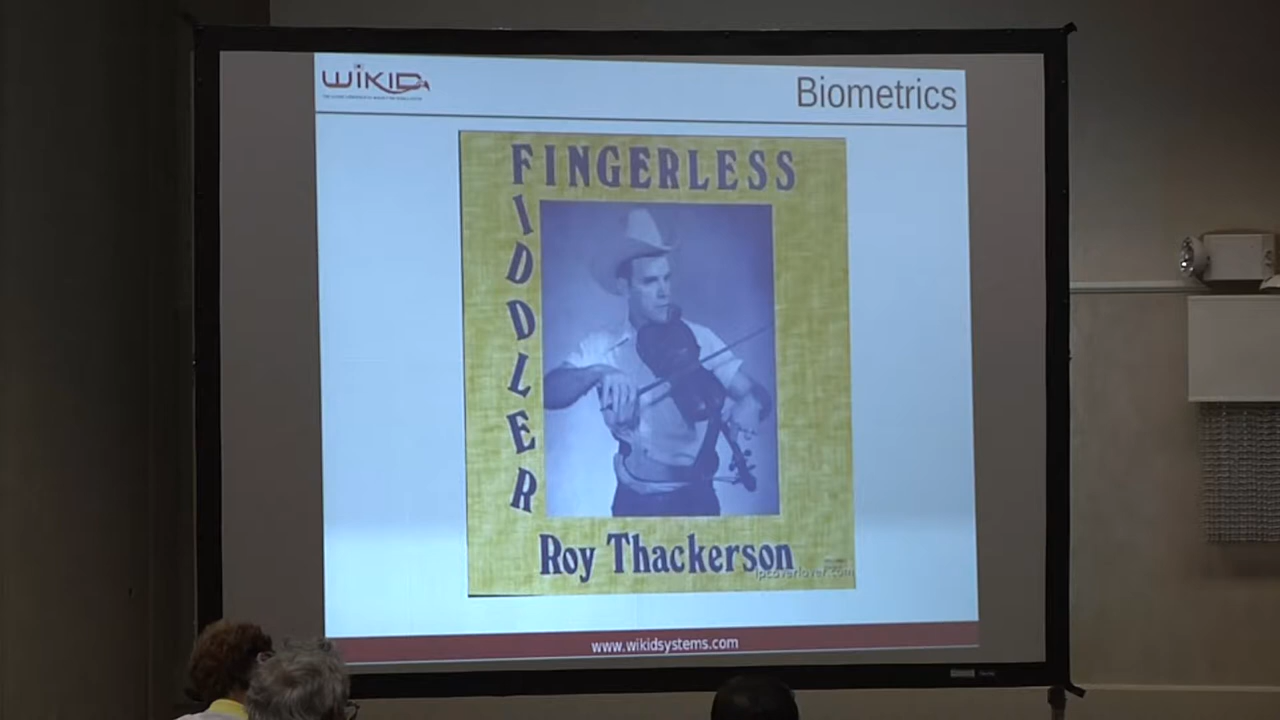 WiKID
Biometrics
FINGERLESS
FIDDLER
Roy Thackerson
lpcoverlover.com
www.wikidsystems.com